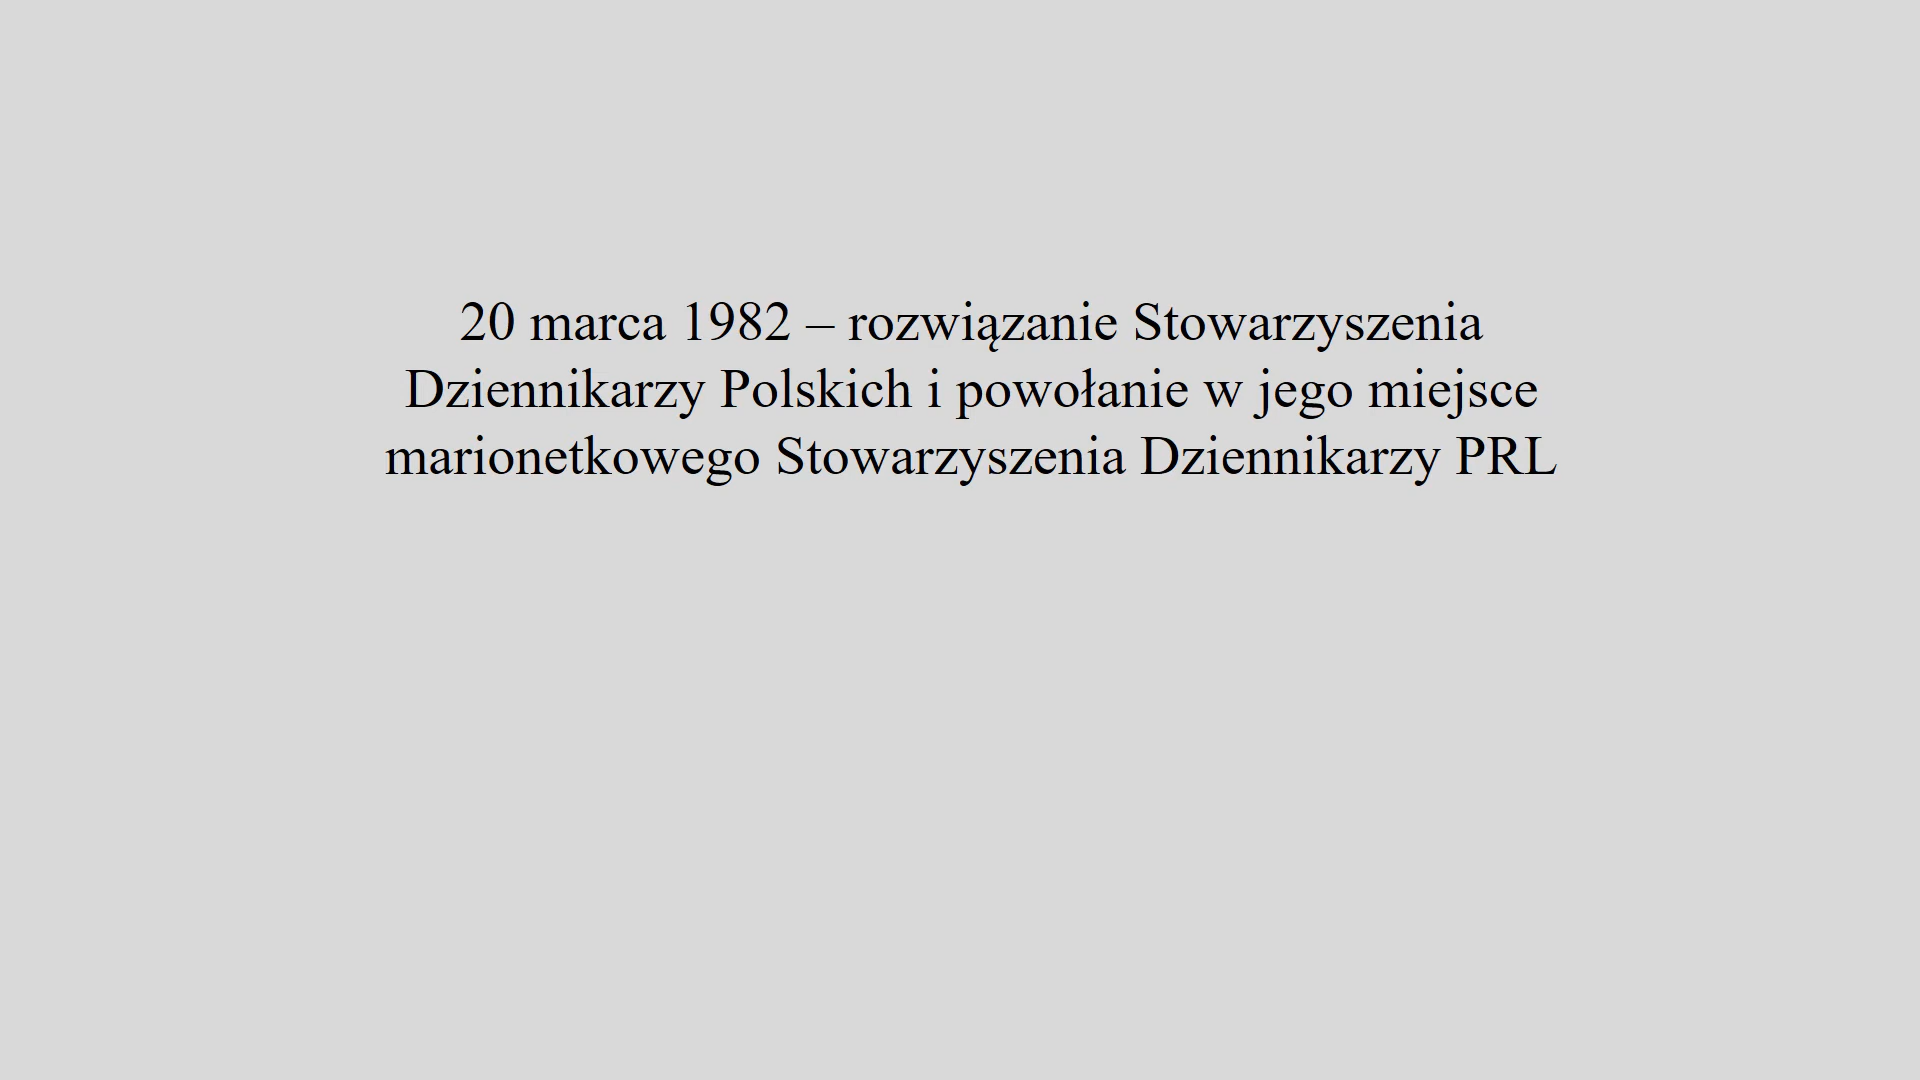 20 marca 1982 – rozwiązanie Stowarzyszenia
Dziennikarzy Polskich i powołanie w jego miejsce
marionetkowego Stowarzyszenia Dziennikarzy PRL